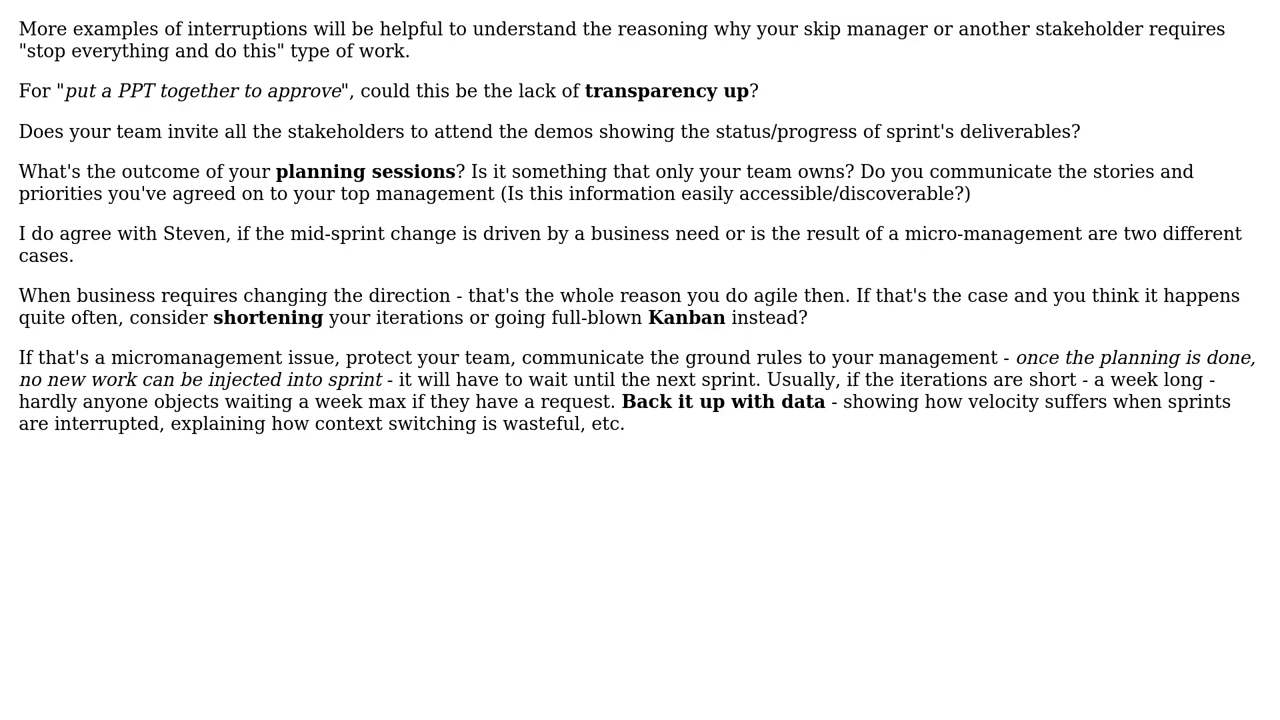 More examples of interruptions will be helpful to understand the reasoning why your skip manager or another stakeholder requires
"stop everything and do this" type of work.
For "put a PPT together to approve", could this be the lack of transparency up?
Does your team invite all the stakeholders to attend the demos showing the status/progress of sprint's deliverables?
What's the outcome of your planning sessions? Is it something that only your team owns? Do you communicate the stories and
priorities you've agreed on to your top management (Is this information easily accessible/discoverable?)
I do agree with Steven, if the mid-sprint change is driven by a business need or is the result of a micro-management are two different
cases.
When business requires changing the direction - that's the whole reason you do agile then. If that's the case and you think it happens
quite often, consider shortening your iterations or going full-blown Kanban instead?
If that's a micromanagement issue, protect your team, communicate the ground rules to your management - once the planning is done,
no new work can be injected into sprint - it will have to wait until the next sprint. Usually, if the iterations are short - a week long -
hardly anyone objects waiting a week max if they have a request. Back it up with data - showing how velocity suffers when sprints
are interrupted, explaining how context switching is wasteful, etc.